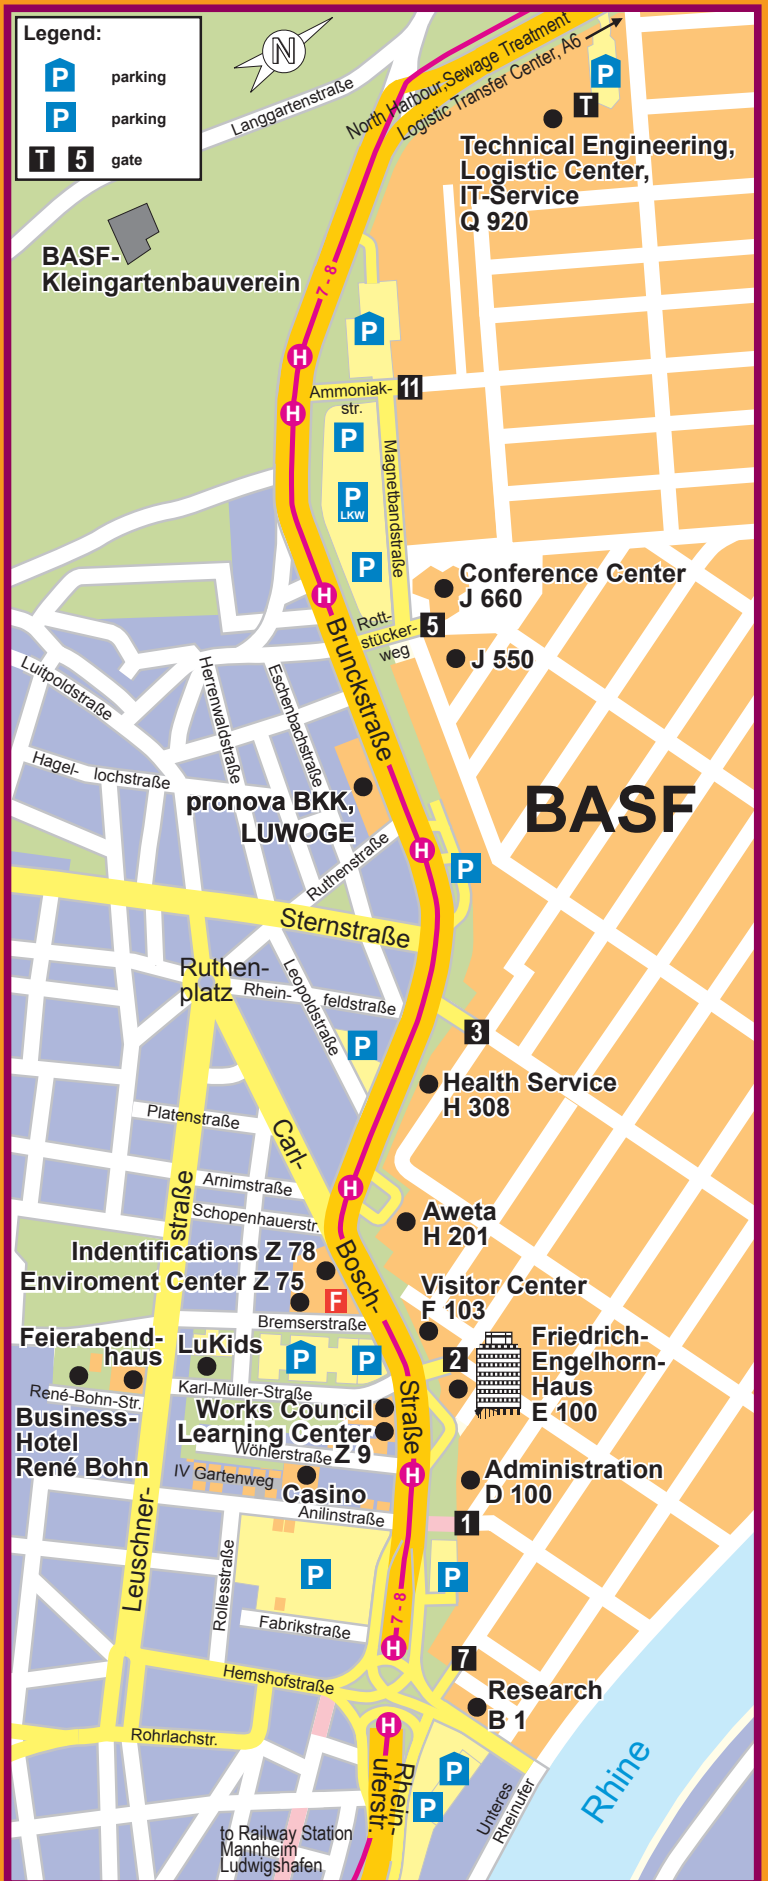 Legend:
P parking
P parking
T 5 gate
N
Langgartenstraße
North Harbour,Sewage Treatment
Logistic Transfer Center, A6
P
T
Technical Engineering,
Logistic Center,
IT-Service
Q 920
BASF-
Kleingartenbauverein
7 - 8
P
H
Ammoniak-
str.
11
H
P
Magnetbandstraße
P
LKW
P
Conference Center
J 660
H
Rott-
stücker-
weg
5
J 550
Brunckstraße
Luitpoldstraße
Herrenwaldstraße
Eschenbachstraße
Hagel- lochstraße
pronova BKK,
LUWOGE
BASF
H
Ruthenstraße
P
Sternstraße
Ruthen-
platz
Rhein- feldstraße
Leopoldstraße
P
3
Health Service
H 308
Platenstraße
Carl-
Arnimstraße
H
Schopenhauerstr.
Aweta
H 201
Indentifications Z 78
Enviroment Center Z 75
F
Bosch-
Visitor Center
F 103
Bremserstraße
Feierabend-
haus
LuKids
P
P
2
Friedrich-
Engelhorn-
Haus
E 100
René-Bohn-Str.
Karl-Müller-Straße
Straße
Business-
Hotel
René Bohn
Works Council
Learning Center
Z 9
Wöhlerstraße
IV Gartenweg
H
Administration
D 100
Casino
Anilinstraße
1
Leuschner-
straße
Rollesstraße
P
P
7 - 8
Fabrikstraße
H
7
Hemshofstraße
Research
B 1
H
Rohrlachstr.
Rhein-
uferstr.
P
P
Unteres
Rheinufer
Rhine
to Railway Station
Mannheim
Ludwigshafen